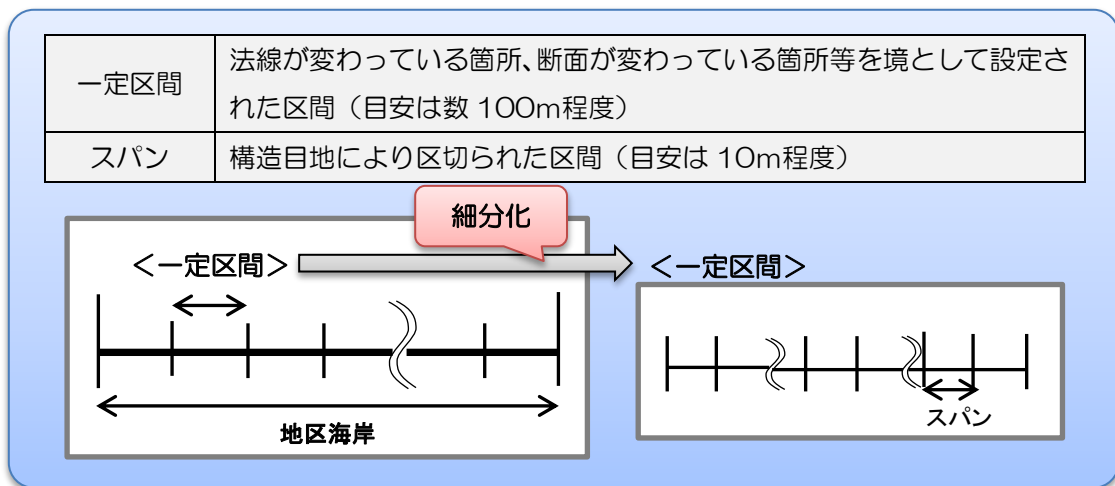 一定区間
法線が変わっている箇所、断面が変わっている箇所等を境として設定さ
れた区間（目安は数 100m程度）
スパン
構造目地により区切られた区間（目安は 10m程度）
細分化
＜一定区間＞
＜一定区間＞
地区海岸
スパン